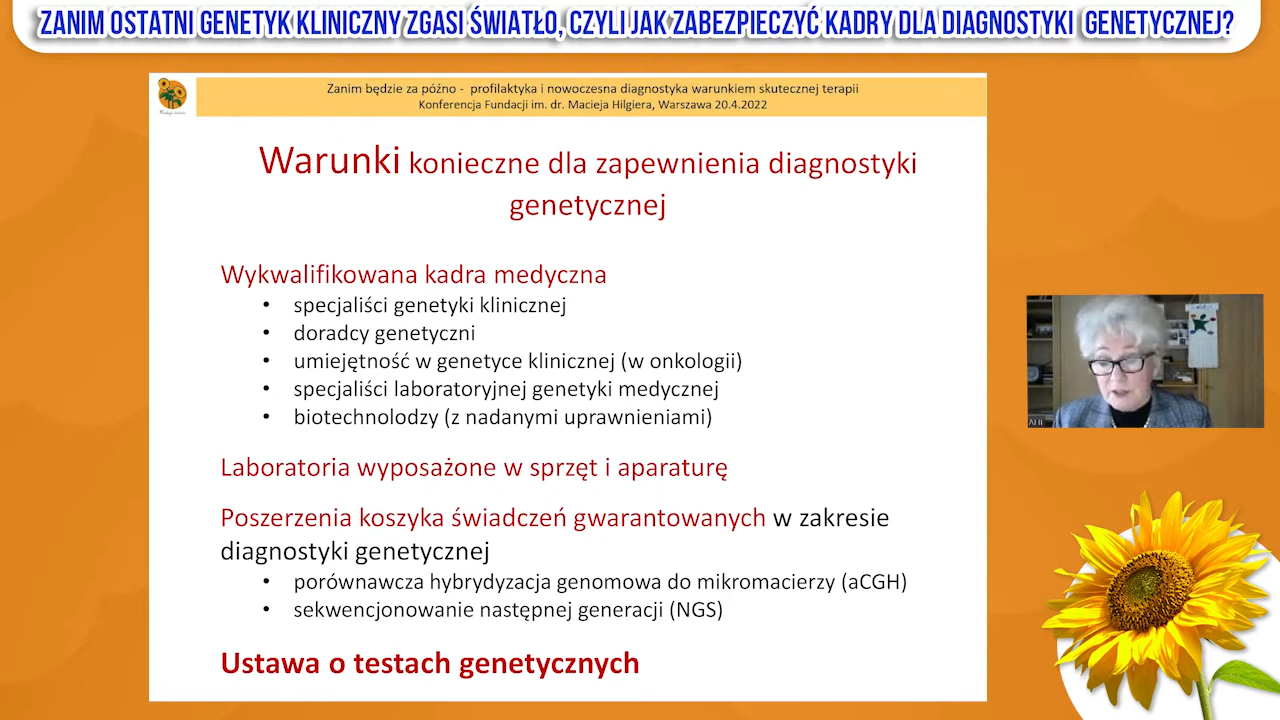 ZANIM OSTATNI GENETYK KLINICZNY ZGASI ŚWIATŁO, CZYLI JAK ZABEZPIECZYĆ KADRY DLA DIAGNOSTYKI GENETYCZNEJ?
Zanim będzie za późno - profilaktyka i nowoczesna diagnostyka warunkiem skutecznej terapii
Konferencja Fundacji im. dr. Macieja Hilgiera, Warszawa 20.4.2022
Warunki konieczne dla zapewnienia diagnostyki
genetycznej
Wykwalifikowana kadra medyczna
• specjaliści genetyki klinicznej
• doradcy genetyczni
• umiejętność w genetyce klinicznej (w onkologii)
• specjaliści laboratoryjnej genetyki medycznej
• biotechnolodzy (z nadanymi uprawnieniami)
Laboratoria wyposażone w sprzęt i aparaturę
Poszerzenia koszyka świadczeń gwarantowanych w zakresie
diagnostyki genetycznej
• porównawcza hybrydyzacja genomowa do mikromacierzy (aCGH)
• sekwencjonowanie następnej generacji (NGS)
Ustawa o testach genetycznych